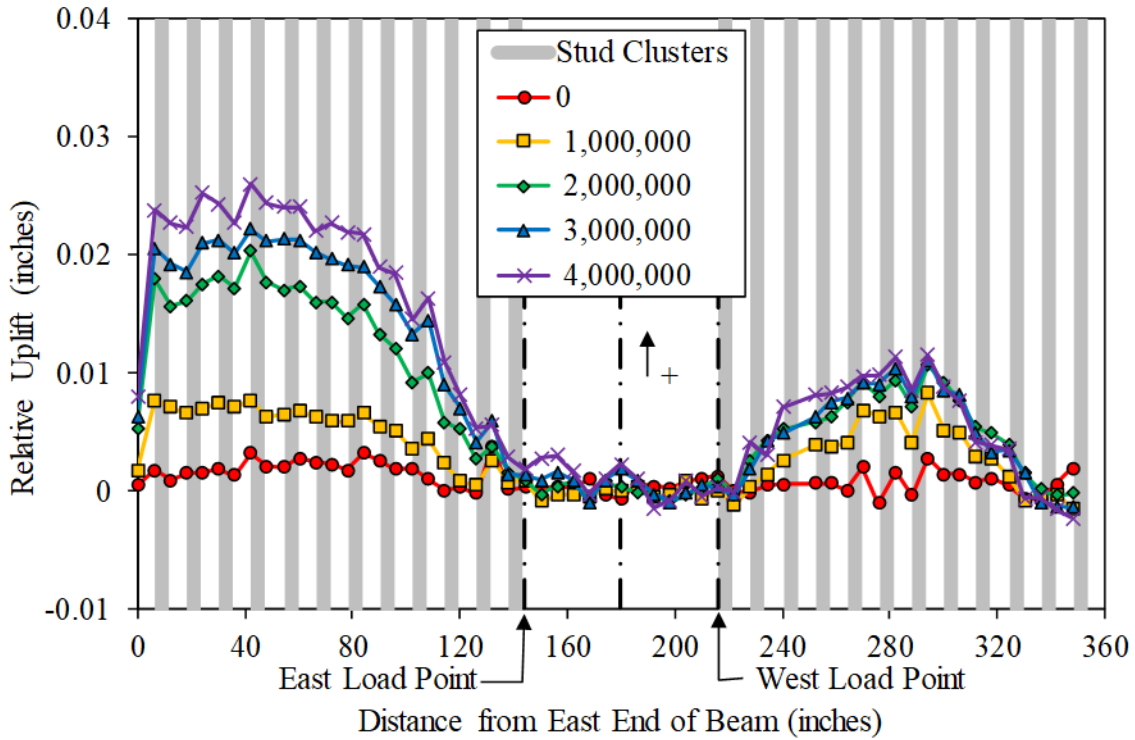 0.04
0.03
0.02
0.01
0
-0.01
Relative Uplift (inches)
Stud Clusters
0
1,000,000
2,000,000
3,000,000
4,000,000
+
0 40 80 120 160 200 240 280 320 360
East Load Point
West Load Point
Distance from East End of Beam (inches)